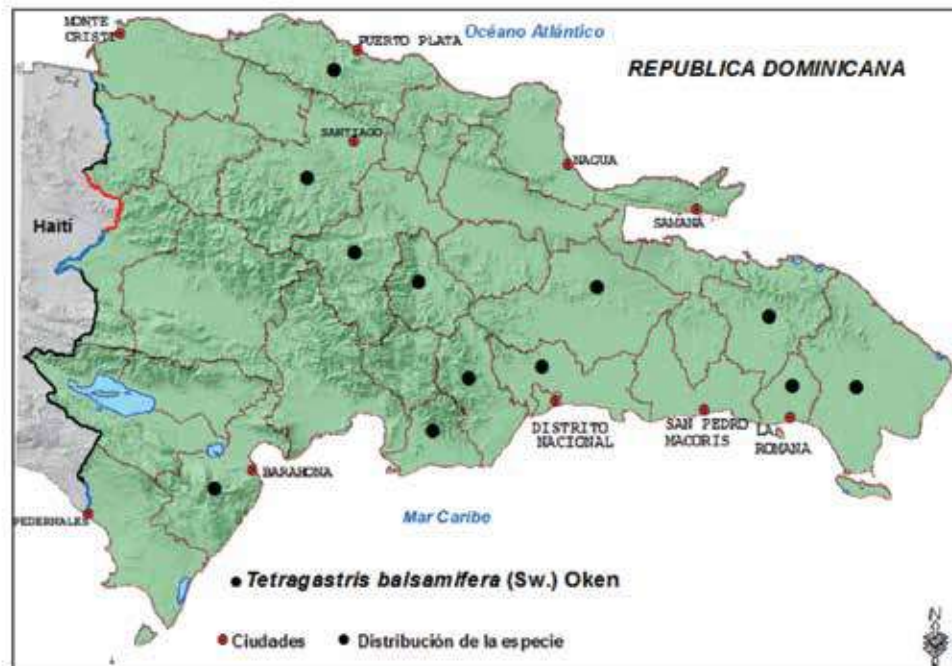 MONTE
CRISTI
PUERTO PLATA
Océano Atlántico
REPUBLICA DOMINICANA
SANTIAGO
NAGUA
SAMANA
Haití
DISTRITO
NACIONAL
SAN PEDRO
MACORIS
LA
ROMANA
BARAHONA
PEDERNALES
Mar Caribe
Tetragastris balsamifera (Sw.) Oken
Ciudades
Distribución de la especie
N